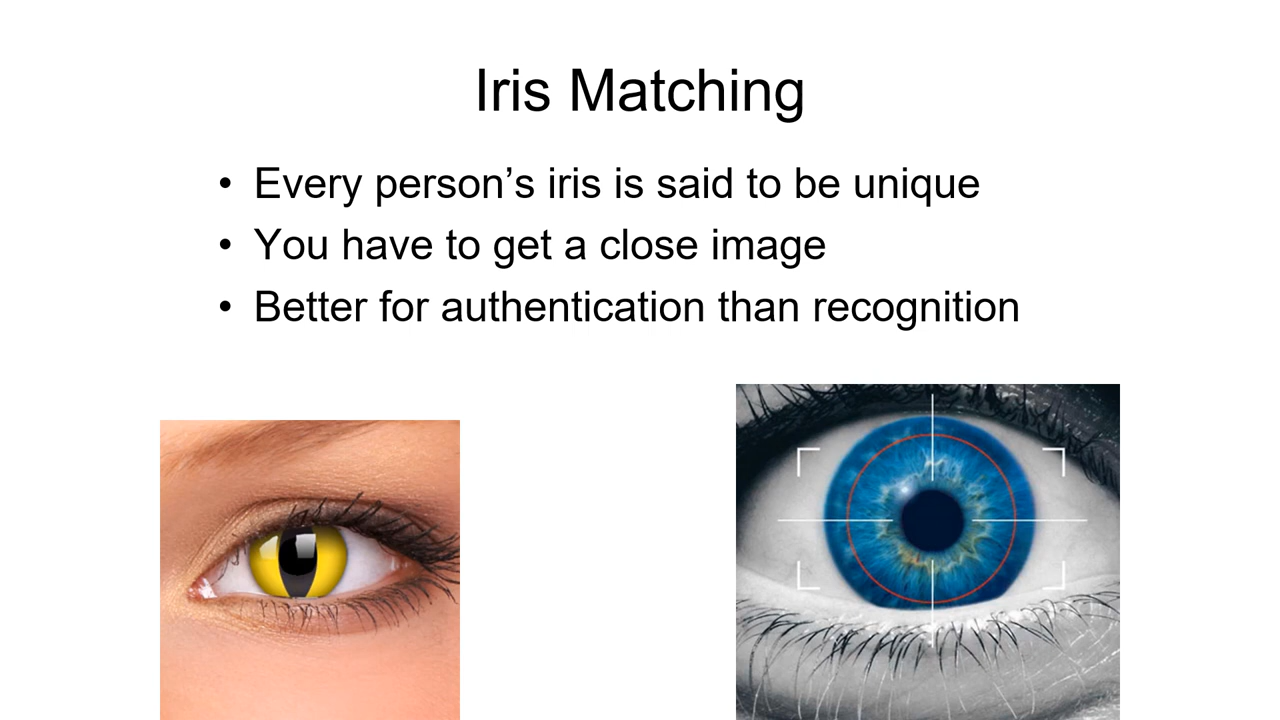 Iris Matching
• Every person’s iris is said to be unique
• You have to get a close image
• Better for authentication than recognition